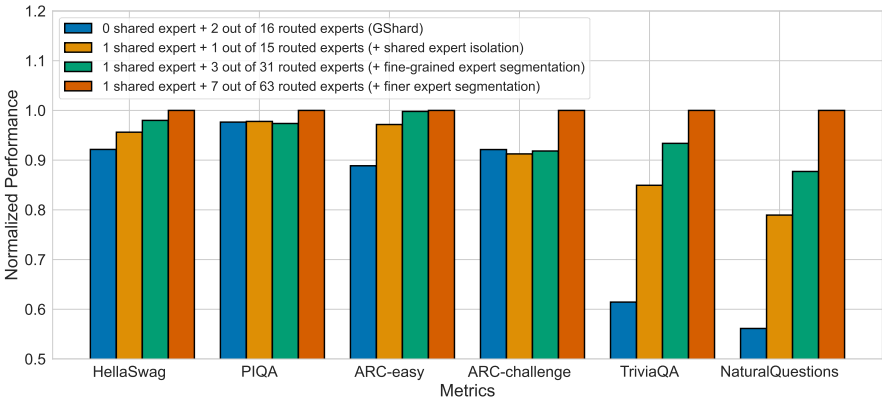 1.2
1.1
1.0
0.9
0.8
0.7
0.6
0.5
Normalized Performance
0 shared expert + 2 out of 16 routed experts (GShard)
1 shared expert + 1 out of 15 routed experts (+ shared expert isolation)
1 shared expert + 3 out of 31 routed experts (+ fine-grained expert segmentation)
1 shared expert + 7 out of 63 routed experts (+ finer expert segmentation)
HellaSwag PIQA ARC-easy ARC-challenge TriviaQA NaturalQuestions
Metrics